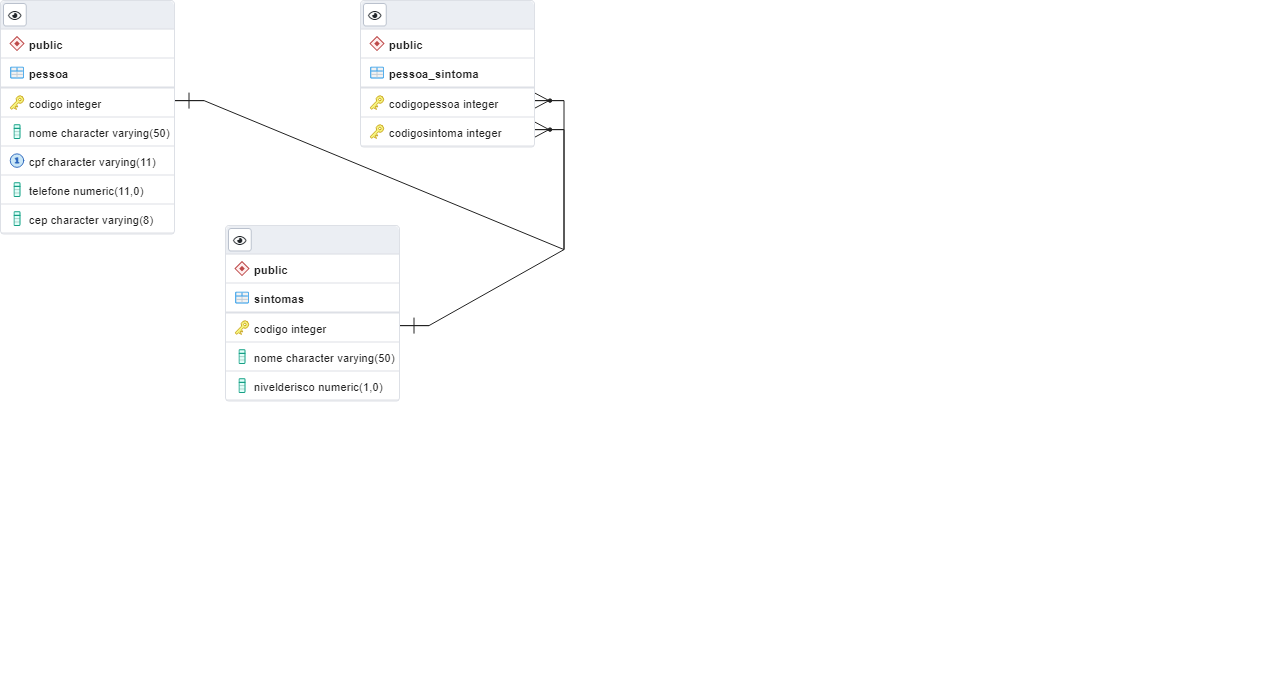 public
pessoa
codigo integer
nome character varying(50)
1 cpf character varying(11)
telefone numeric(11,0)
cep character varying(8)
public
pessoa_sintoma
codigopessoa integer
codigosintoma integer
public
sintomas
codigo integer
nome character varying(50)
nivelderisco numeric(1,0)